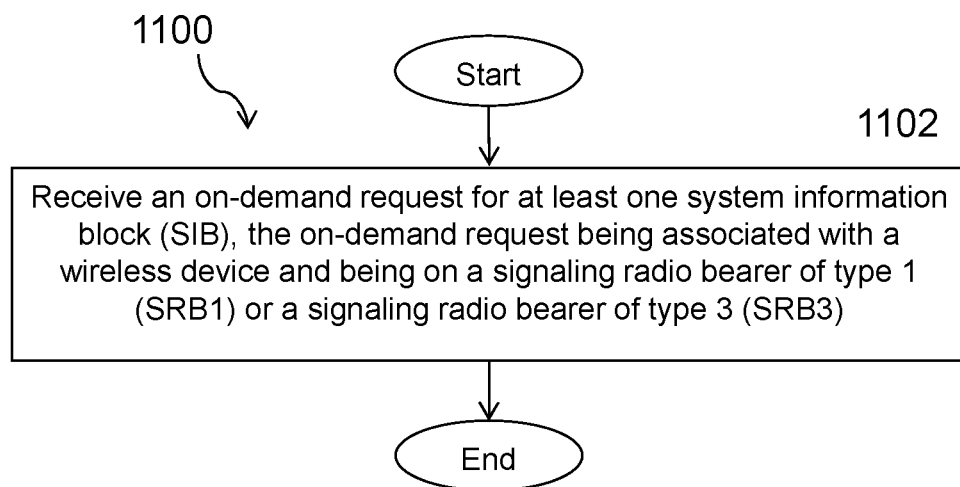 1100
Start
1102
Receive an on-demand request for at least one system information
block (SIB), the on-demand request being associated with a
wireless device and being on a signaling radio bearer of type 1
(SRB1) or a signaling radio bearer of type 3 (SRB3)
End